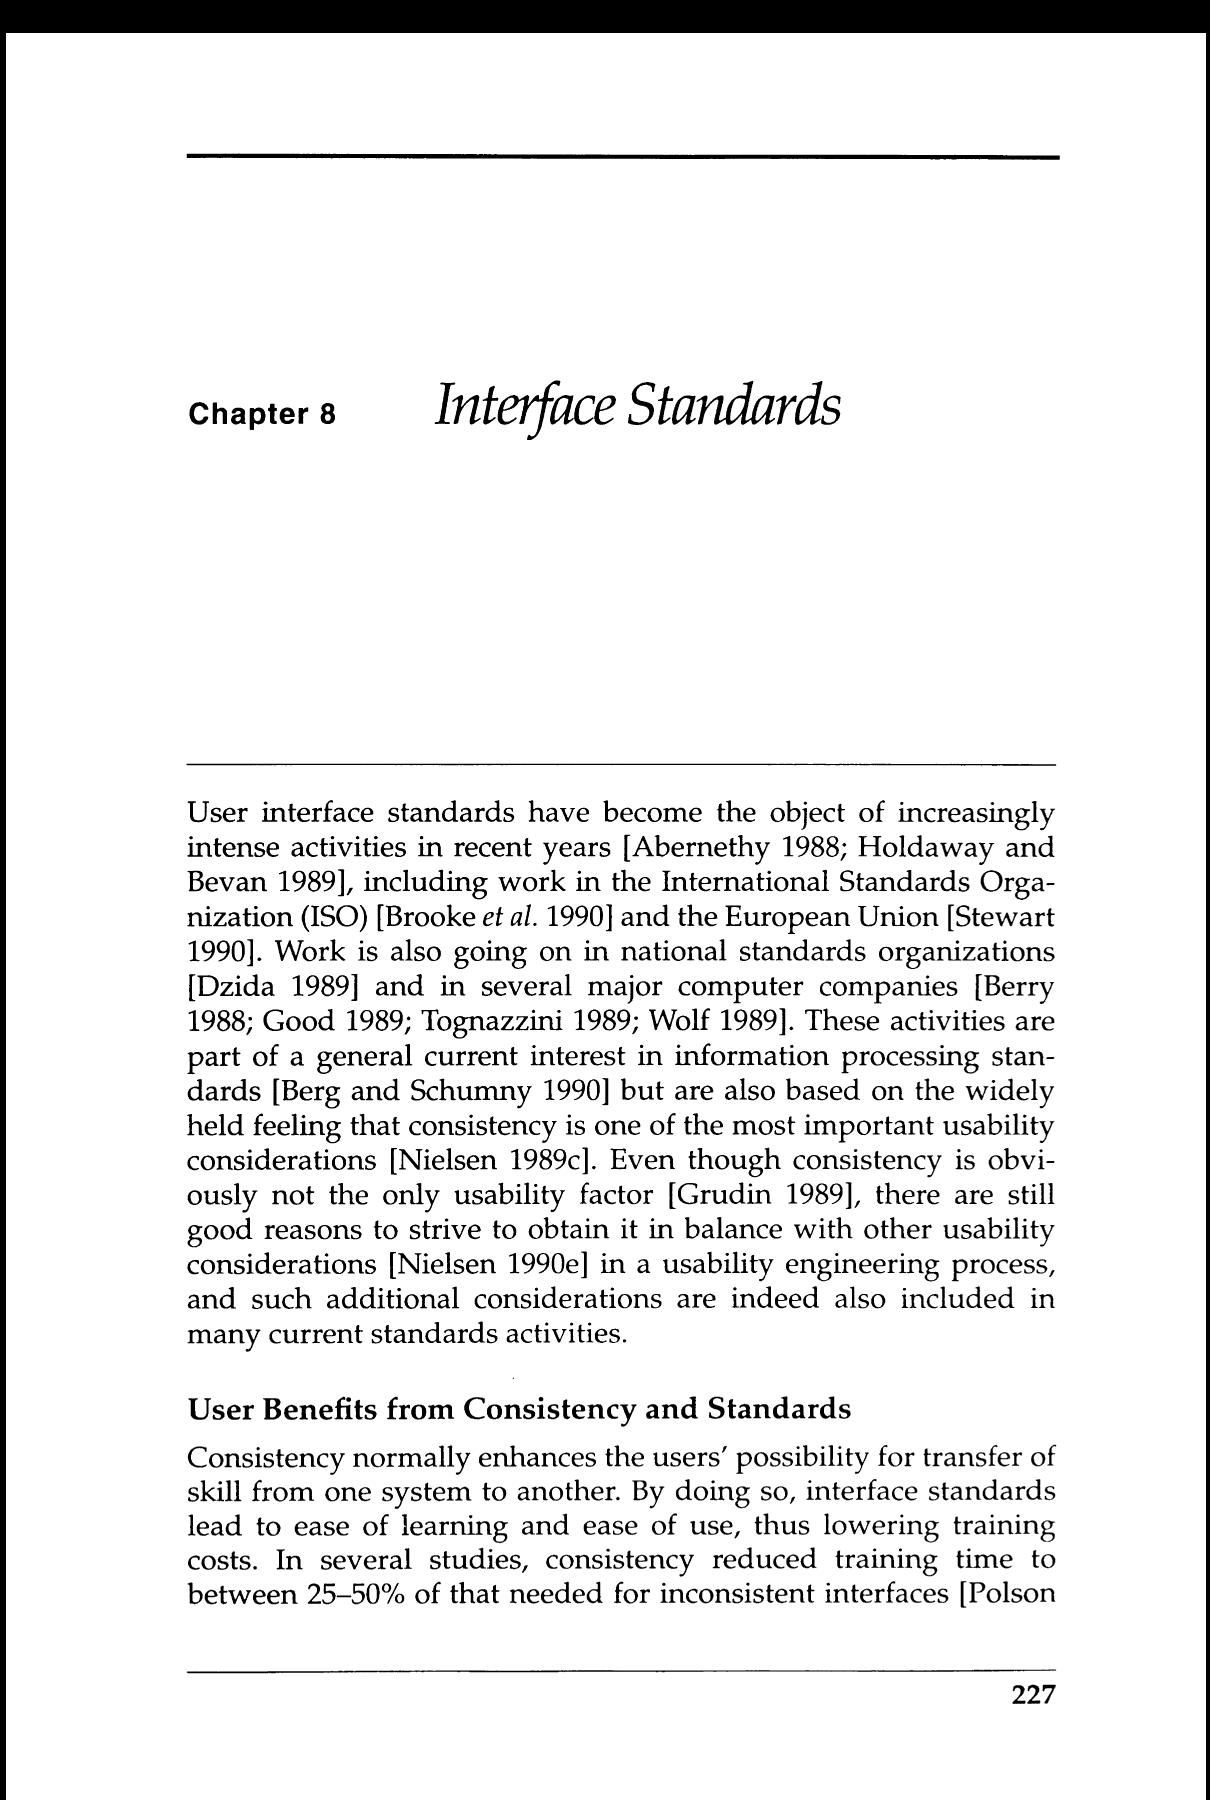 Chapter 8 Interface Standards
User interface standards have become the object of increasingly
intense activities in recent years [Abernethy 1988; Holdaway and
Bevan 1989], including work in the International Standards Orga-
nization (ISO) [Brooke et al. 1990] and the European Union [Stewart
1990]. Work is also going on in national standards organizations
[Dzida 1989] and in several major computer companies [Berry
1988; Good 1989; Tognazzini 1989; Wolf 1989]. These activities are
part of a general current interest in information processing stan-
dards [Berg and Schumny 1990] but are also based on the widely
held feeling that consistency is one of the most important usability
considerations [Nielsen 1989c]. Even though consistency is obvi-
ously not the only usability factor [Grudin 1989], there are still
good reasons to strive to obtain it in balance with other usability
considerations [Nielsen 1990e] in a usability engineering process,
and such additional considerations are indeed also included in
many current standards activities.
User Benefits from Consistency and Standards
Consistency normally enhances the users' possibility for transfer of
skill from one system to another. By doing so, interface standards
lead to ease of learning and ease of use, thus lowering training
costs. In several studies, consistency reduced training time to
between 25–50% of that needed for inconsistent interfaces [Polson
227